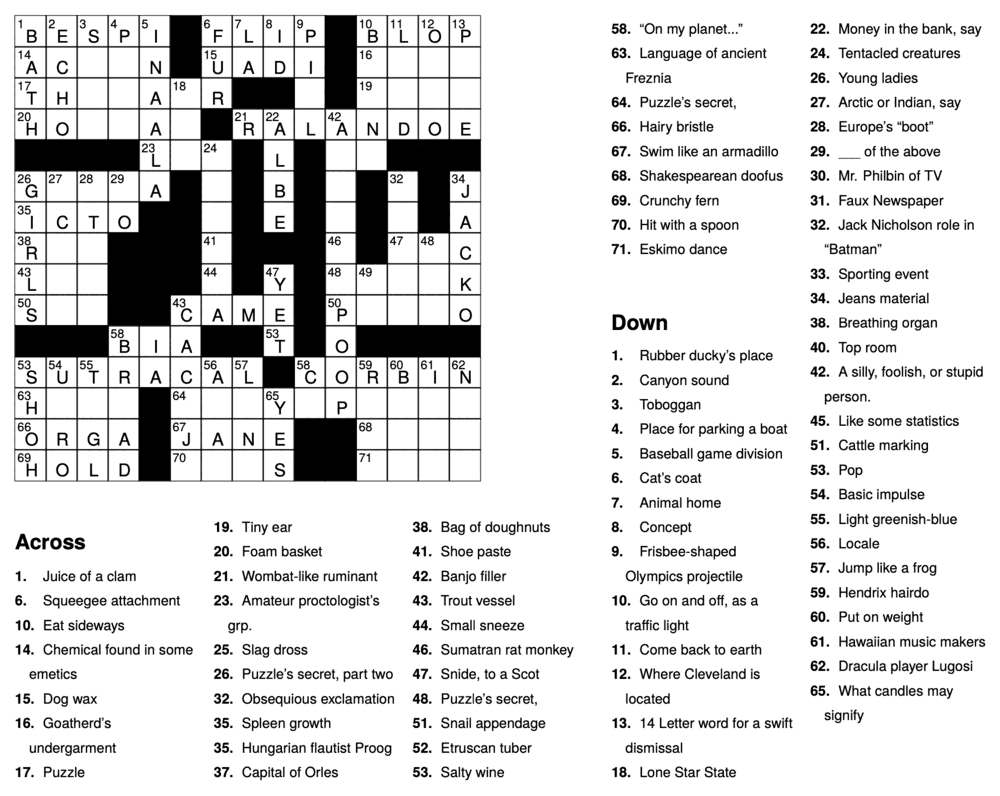 1 B 2 E 3 S 4 P 5 I 6 F 7 L 8 I 9 P 10 B 11 L 12 O 13 P
14 A C N 15 U A D I 16
17 T H A 18 R 19
20 H O A 21 R 22 A L 42 A N D O E
23 L 24 L
26 G 27 28 29 A B 32 34 J
35 I C T O E A
38 R 41 46 47 48 C
43 L 44 47 Y 48 49 K
50 S 43 C A M E 50 P O
58 B I A 53 T O
53 S 54 U 55 T R A C 56 A 57 L 58 C O 59 R 60 B 61 I 62 N
63 H A 64 65 Y P
66 O R G A 67 J A N E 68
69 H O L D 70 S 71
Across
1. Juice of a clam
6. Squeegee attachment
10. Eat sideways
14. Chemical found in some
emetics
15. Dog wax
16. Goatherd's
undergarment
17. Puzzle
19. Tiny ear
20. Foam basket
21. Wombat-like ruminant
23. Amateur proctologist's
grp.
25. Slag dross
26. Puzzle's secret, part two
32. Obsequious exclamation
35. Spleen growth
35. Hungarian flautist Proog
37. Capital of Orles
38. Bag of doughnuts
41. Shoe paste
42. Banjo filler
43. Trout vessel
44. Small sneeze
46. Sumatran rat monkey
47. Snide, to a Scot
48. Puzzle's secret,
51. Snail appendage
52. Etruscan tuber
53. Salty wine
58. "On my planet..."
63. Language of ancient
Freznia
64. Puzzle's secret,
66. Hairy bristle
67. Swim like an armadillo
68. Shakespearean doofus
69. Crunchy fern
70. Hit with a spoon
71. Eskimo dance
Down
1. Rubber ducky's place
2. Canyon sound
3. Toboggan
4. Place for parking a boat
5. Baseball game division
6. Cat's coat
7. Animal home
8. Concept
9. Frisbee-shaped
Olympics projectile
10. Go on and off, as a
traffic light
11. Come back to earth
12. Where Cleveland is
located
13. 14 Letter word for a swift
dismissal
18. Lone Star State
22. Money in the bank, say
24. Tentacled creatures
26. Young ladies
27. Arctic or Indian, say
28. Europe's "boot"
29. ___ of the above
30. Mr. Philbin of TV
31. Faux Newspaper
32. Jack Nicholson role in
"Batman"
33. Sporting event
34. Jeans material
38. Breathing organ
40. Top room
42. A silly, foolish, or stupid
person.
45. Like some statistics
51. Cattle marking
53. Pop
54. Basic impulse
55. Light greenish-blue
56. Locale
57. Jump like a frog
59. Hendrix hairdo
60. Put on weight
61. Hawaiian music makers
62. Dracula player Lugosi
65. What candles may
signify